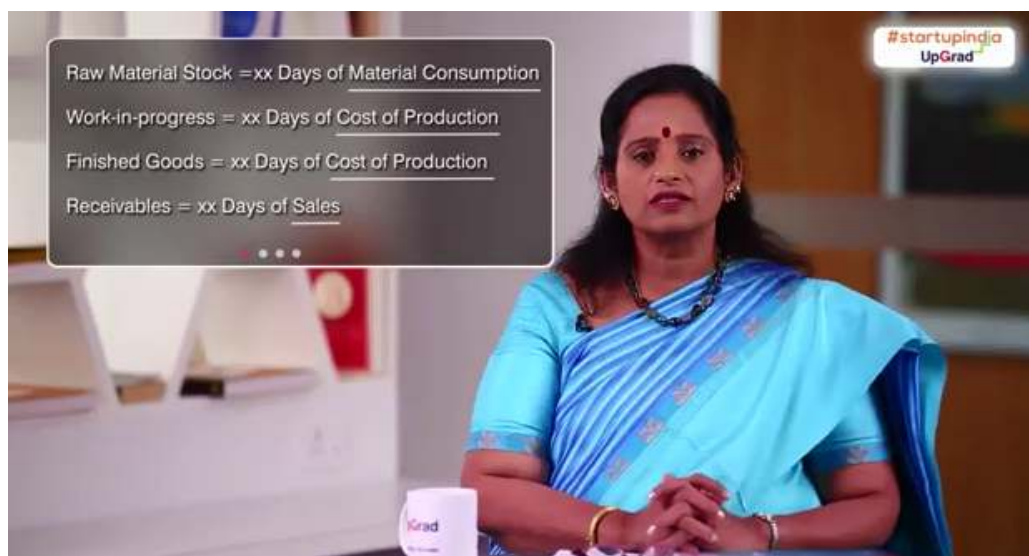 Raw Material Stock =xx Days of Material Consumption
Work-in-progress = xx Days of Cost of Production
Finished Goods = xx Days of Cost of Production
Receivables = xx Days of Sales
#startupindia
UpGrad
Grad